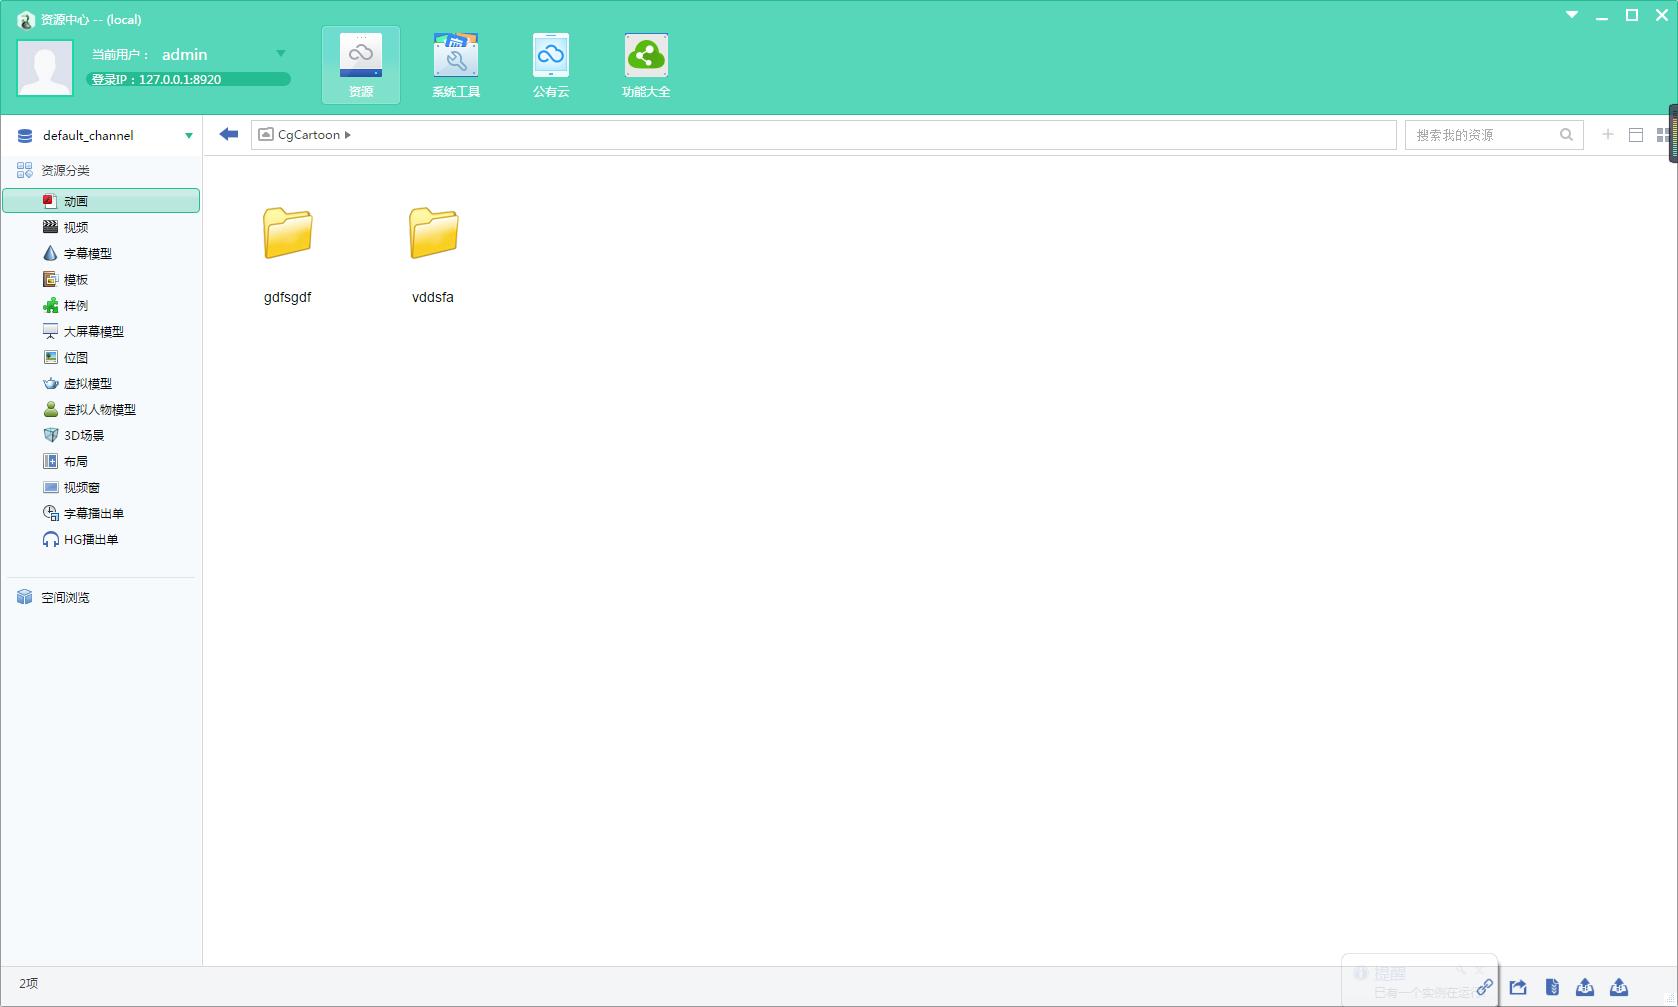 资源中心 -- (local)
当前用户： admin
登录IP：127.0.0.1:8920
资源
系统工具
公有云
功能大全
default_channel
CgCartoon
搜索我的资源
资源分类
动画
视频
字幕模型
模板
样例
大屏幕模型
位图
虚拟模型
虚拟人物模型
3D场景
布局
视频窗
字幕播出单
HG播出单
空间浏览
gdfsgdf
vddsfa
2项
提醒
已有一个实例在运行